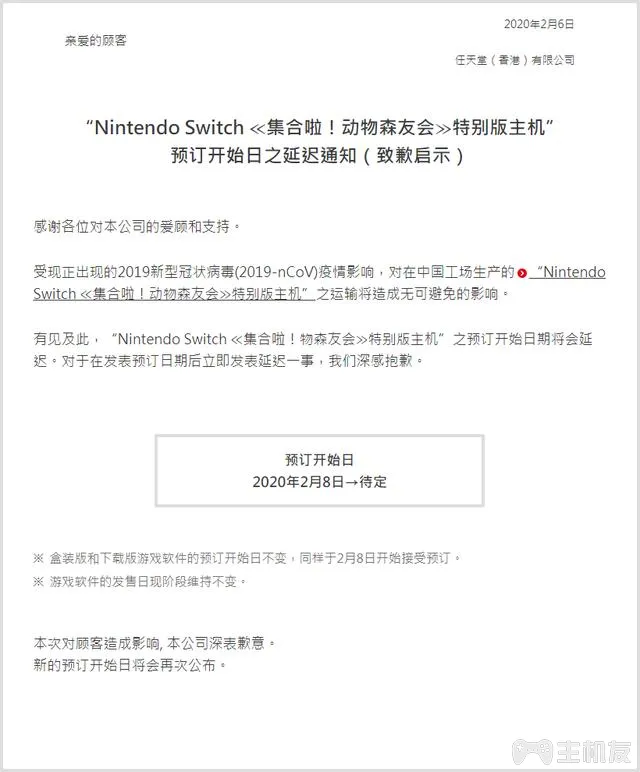 2020年2月6日
亲爱的顾客
任天堂（香港）有限公司
“Nintendo Switch ≪集合啦！动物森友会≫特别版主机”
预订开始日之延迟通知（致歉启示）
感谢各位对本公司的爱顾和支持。
受现正出现的2019新型冠状病毒(2019-nCoV)疫情影响，对在中国工场生产的 “Nintendo
Switch ≪集合啦！动物森友会≫特别版主机”之运输将造成无可避免的影响。
有见及此，“Nintendo Switch ≪集合啦！物森友会≫特别版主机”之预订开始日期将会延
迟。对于在发表预订日期后立即发表延迟一事，我们深感抱歉。
预订开始日
2020年2月8日→待定
※ 盒装版和下载版游戏软件的预订开始日不变，同样于2月8日开始接受预订。
※ 游戏软件的发售日现阶段维持不变。
本次对顾客造成影响, 本公司深表歉意。
新的预订开始日将会再次公布。
主机友